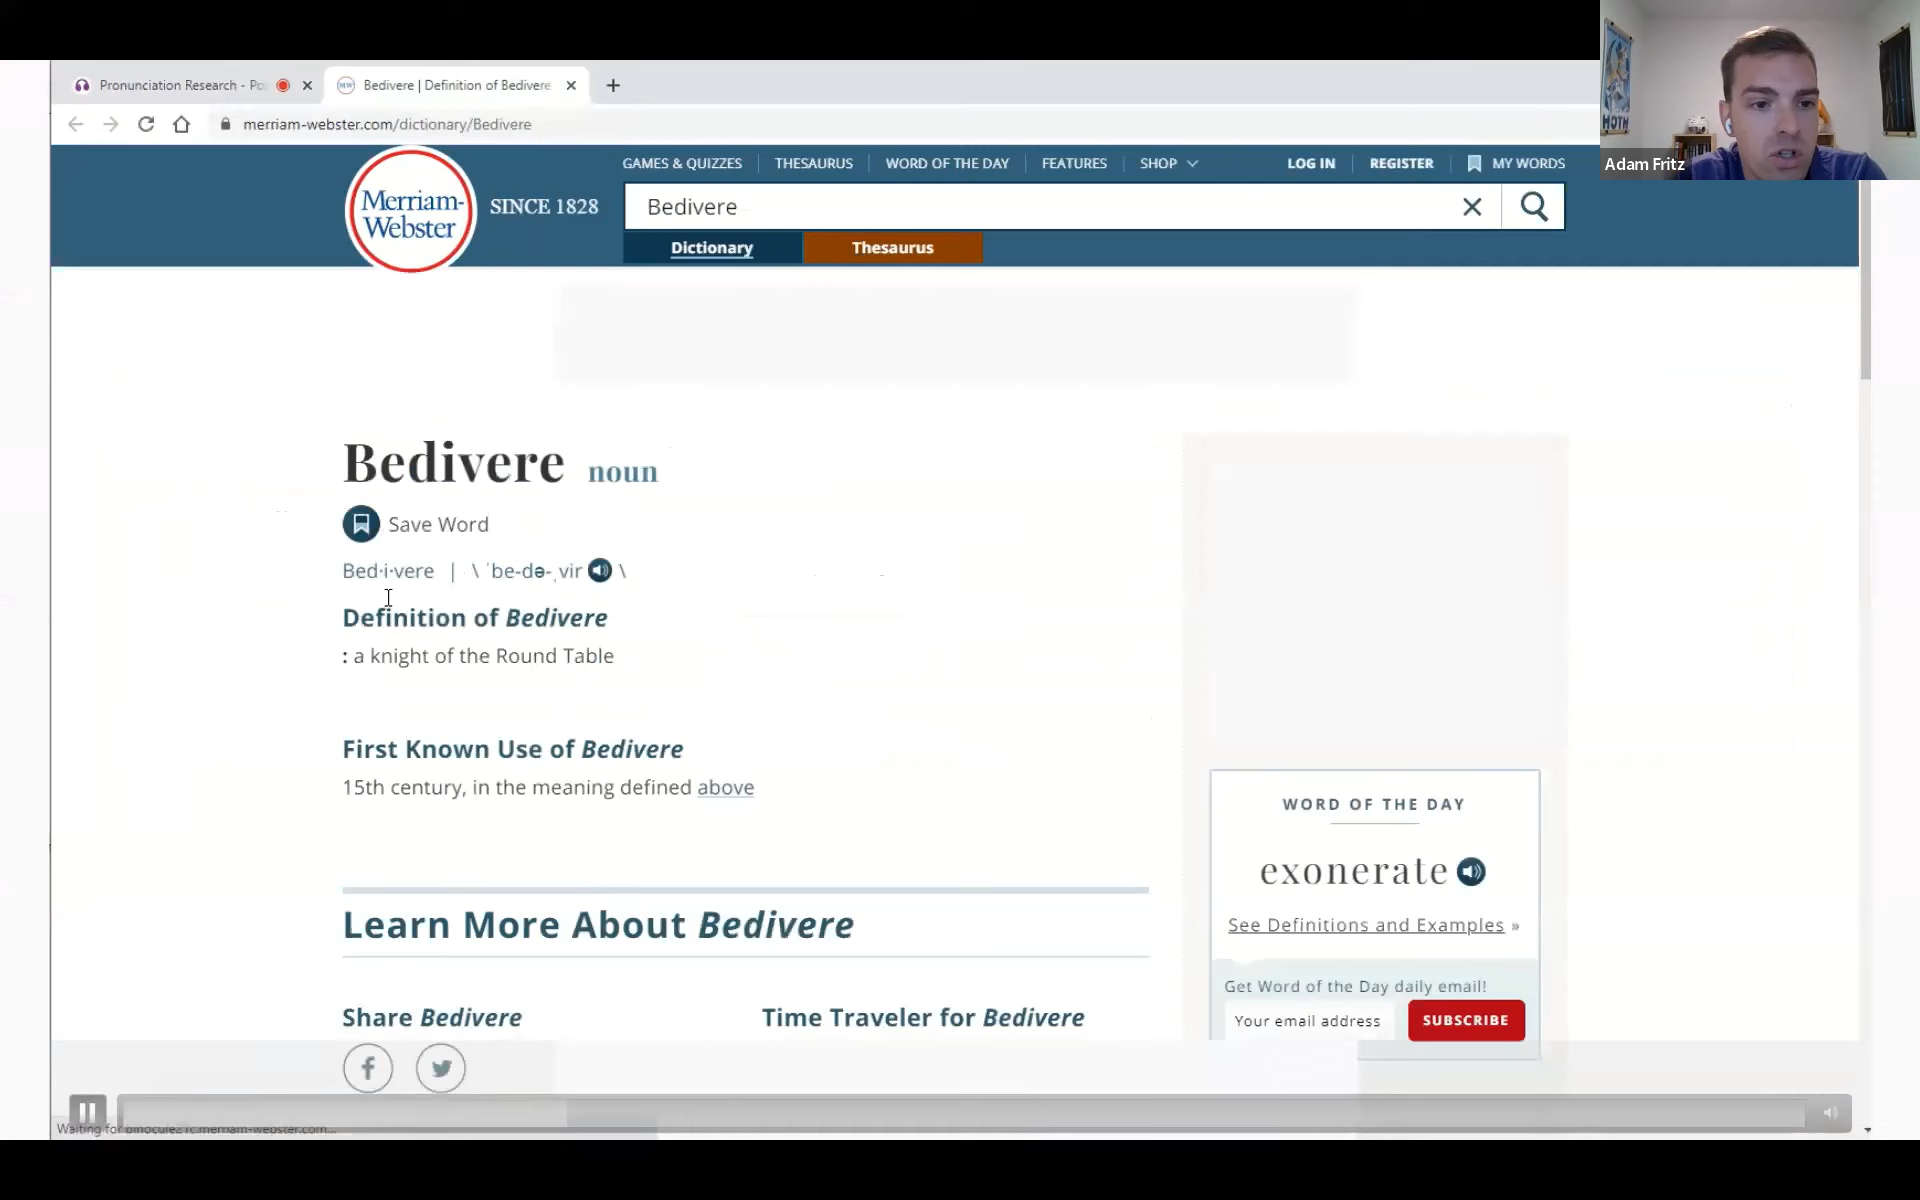 Pronunciation Research - Po
Bedivere | Definition of Bedivere
merriam-webster.com/dictionary/Bedivere
Adam Fritz
GAMES & QUIZZES
THESAURUS
WORD OF THE DAY
FEATURES
SHOP
LOG IN
REGISTER
MY WORDS
Merriam-
Webster
SINCE 1828
Bedivere
Dictionary
Thesaurus
Bedivere noun
Save Word
Bed·i·vere | \ ˈbe-də-ˌvir \
Definition of Bedivere
: a knight of the Round Table
First Known Use of Bedivere
15th century, in the meaning defined above
Learn More About Bedivere
Share Bedivere
Time Traveler for Bedivere
WORD OF THE DAY
exonerate
See Definitions and Examples »
Get Word of the Day daily email!
Your email address
SUBSCRIBE
Waiting for